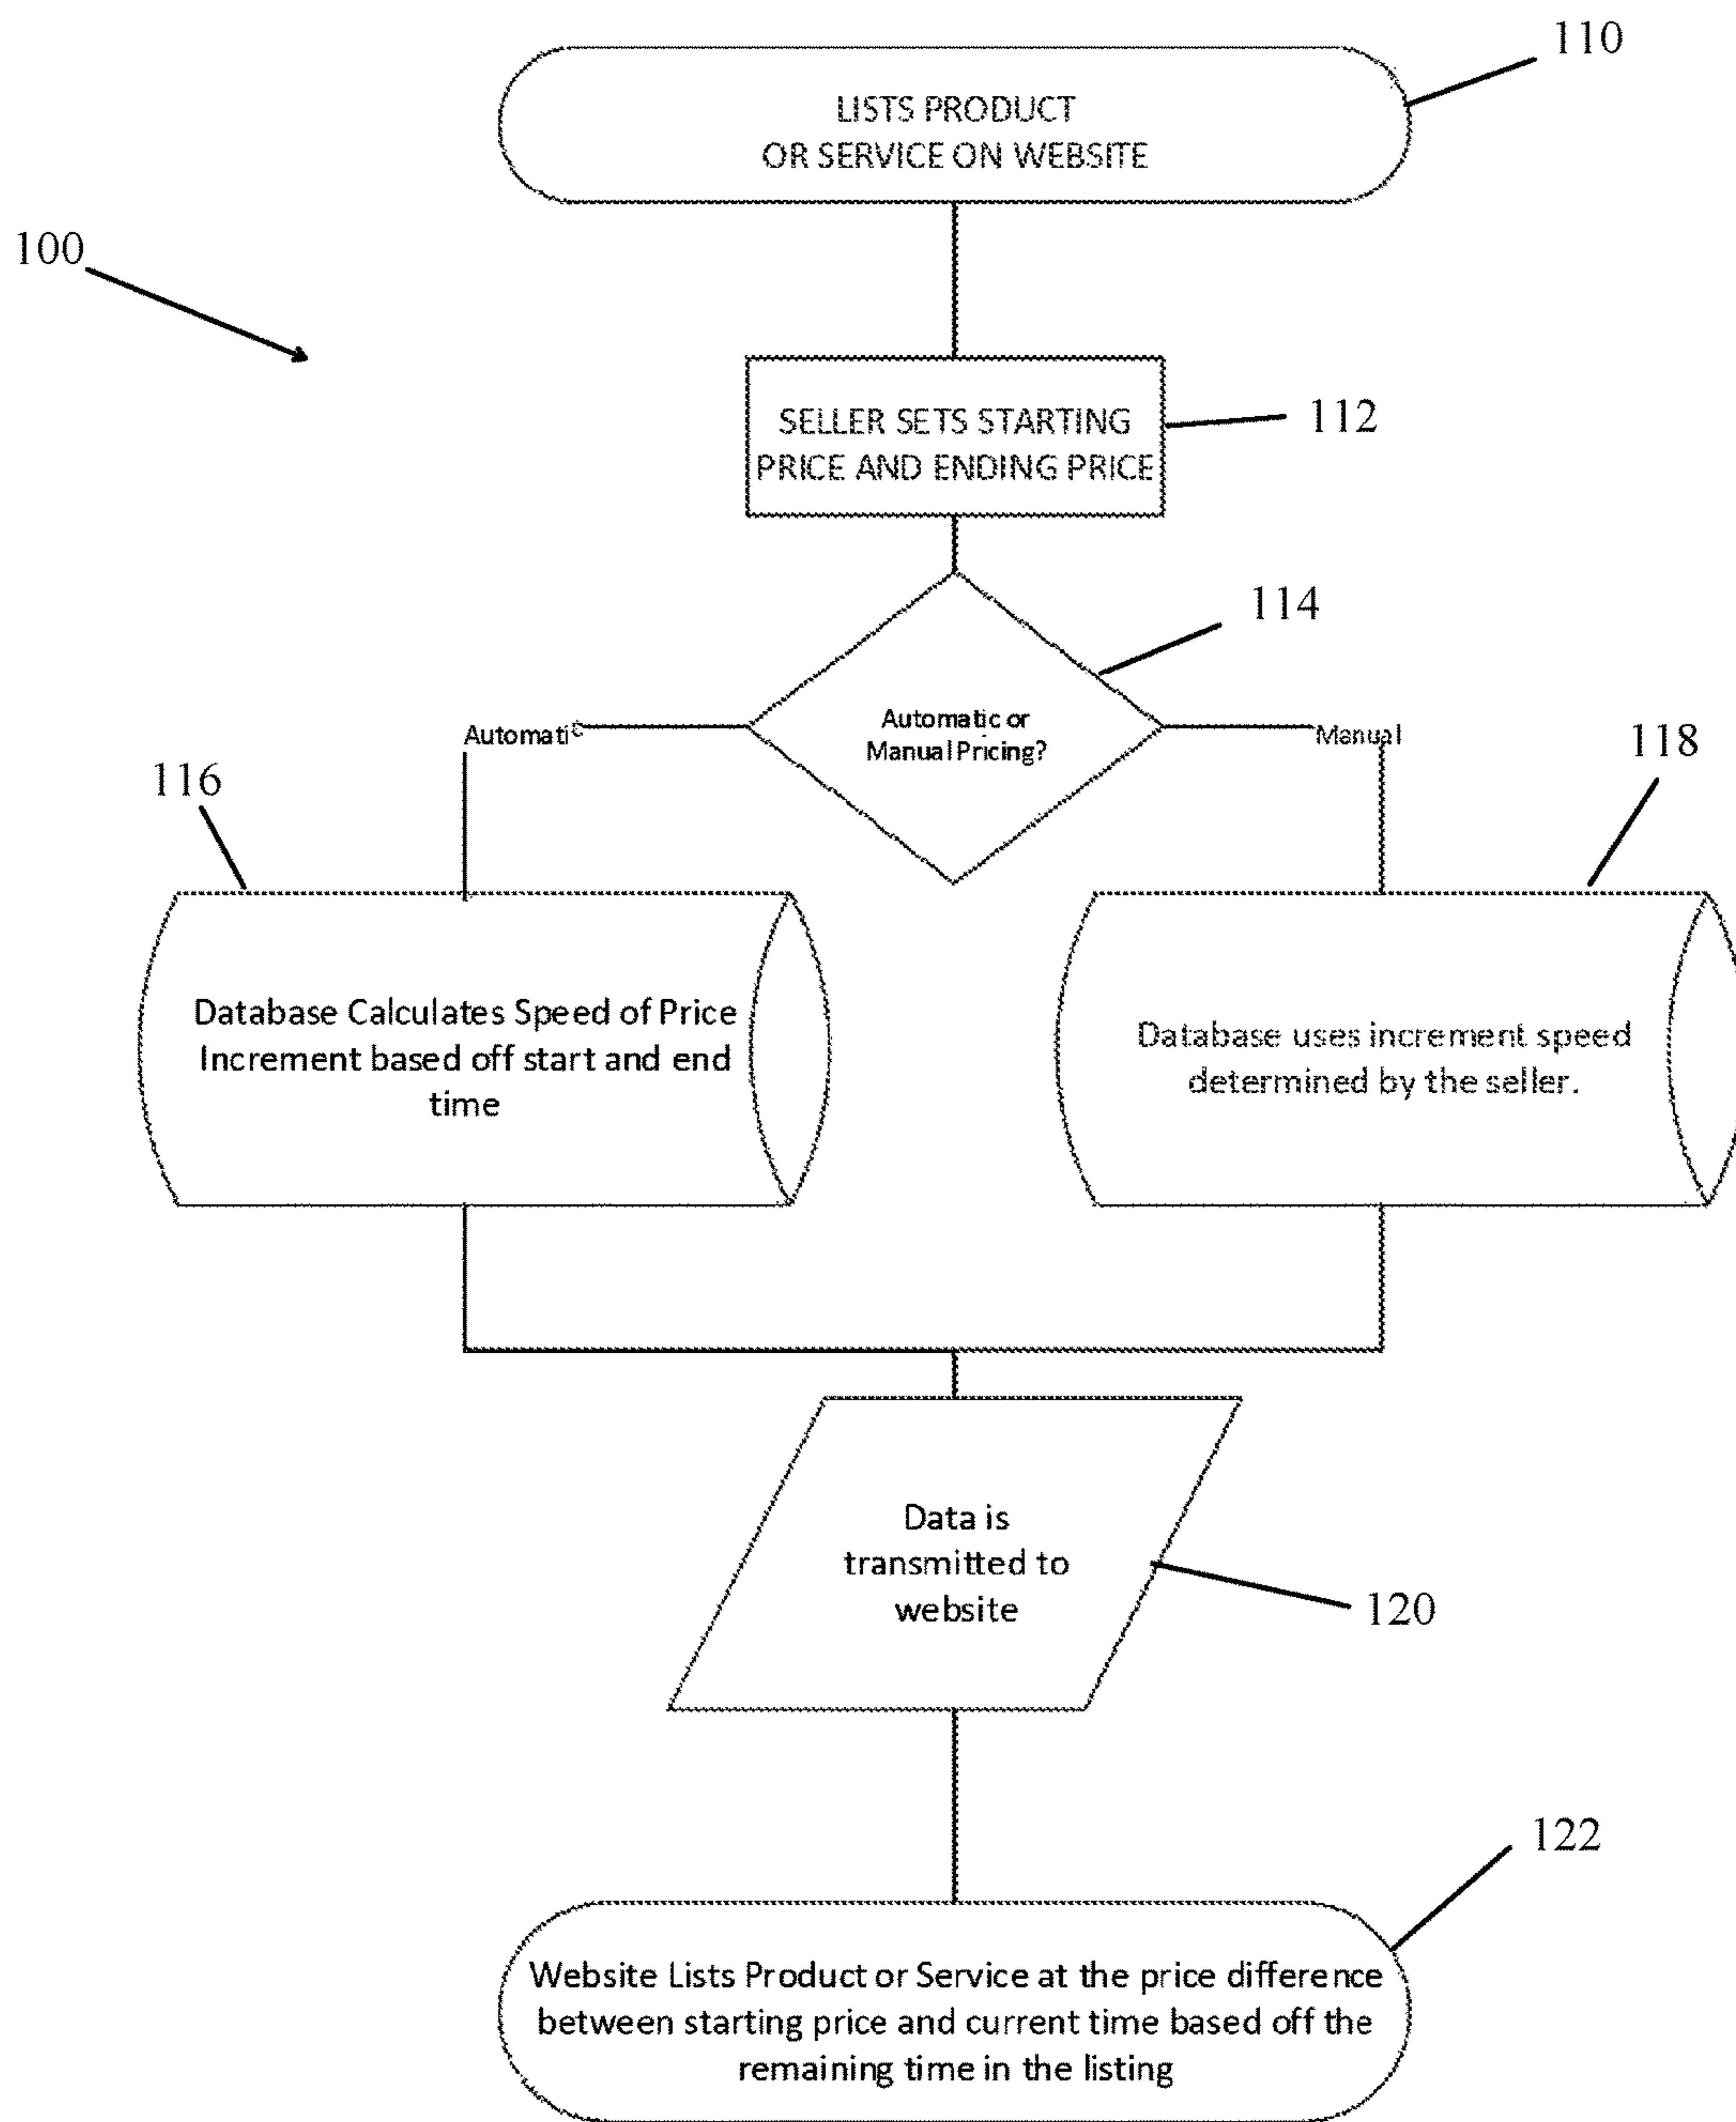 110
LISTS PRODUCT
OR SERVICE ON WEBSITE
100
SELLER SETS STARTING
PRICE AND ENDING PRICE
112
114
Automatic or
Manual Pricing?
Automatic
Manual
116
118
Database Calculates Speed of Price
Increment based off start and end
time
Database uses increment speed
determined by the seller.
Data is
transmitted to
website
120
122
Website Lists Product or Service at the price difference
between starting price and current time based off the
remaining time in the listing